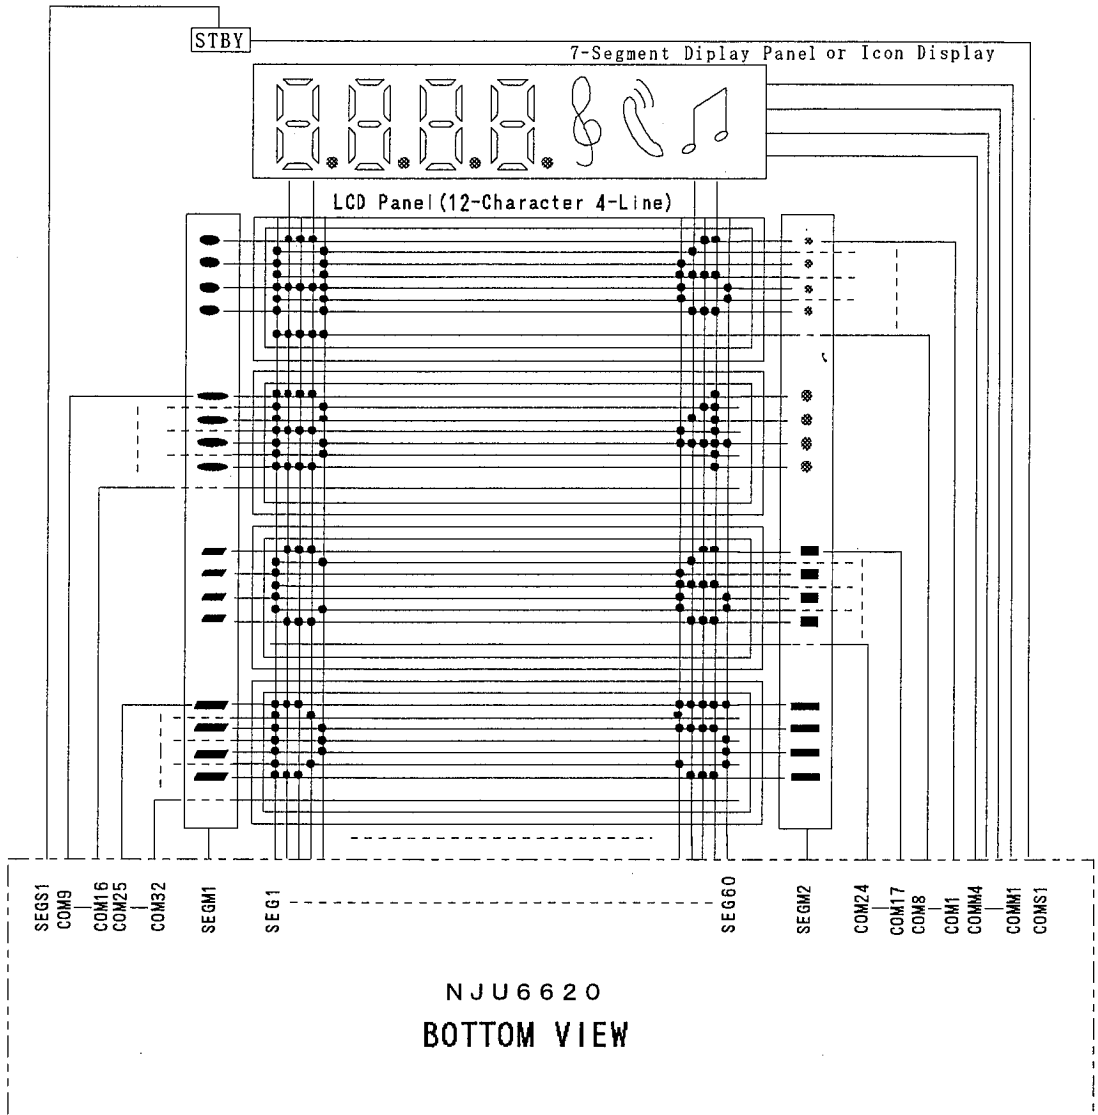 STBY
7-Segment Diplay Panel or Icon Display
LCD Panel(12-Character 4-Line)
SEGS1
COM9
COM16
COM25
COM32
SEGM1
SEG1
SEG60
SEGM2
COM24
COM17
COM8
COM1
COMM4
COMM1
COMS1
NJU6620
BOTTOM VIEW